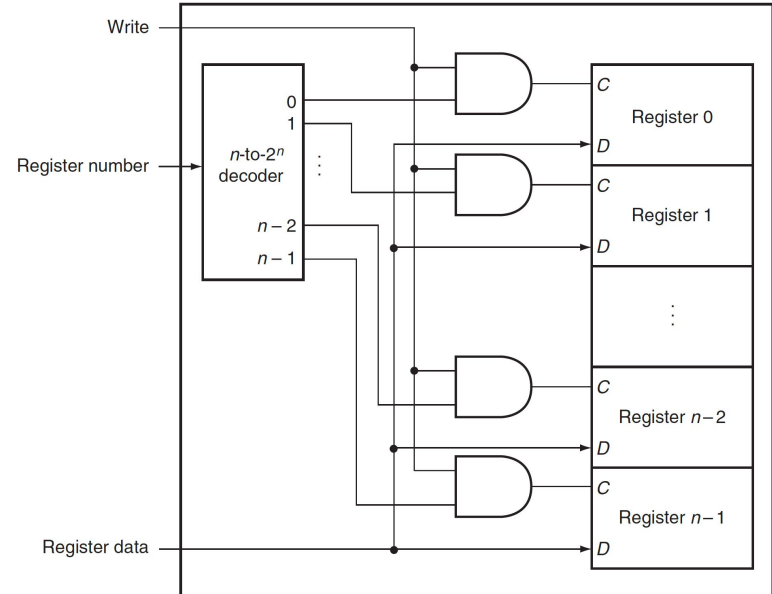 Write
0
1
n-to-2ⁿ
decoder
⋮
n – 2
n – 1
Register number
Register data
C
Register 0
D
C
Register 1
D
⋮
C
Register n – 2
D
C
Register n – 1
D